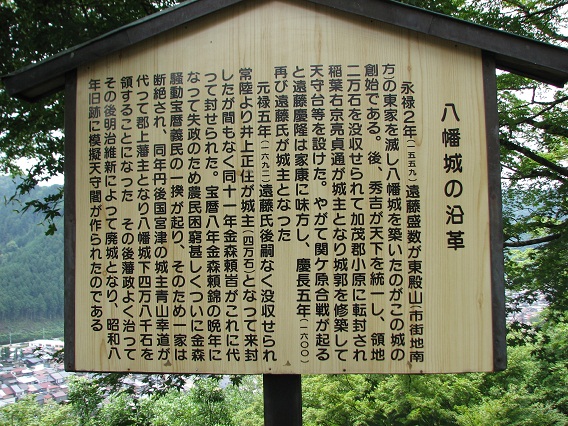 八幡城の沿革
永禄２年（一五五九）遠藤盛数が東殿山（市街地南
方の東家を滅し八幡城を築いたのがこの城の
創始である。後、秀吉が天下を統一し、領地
二万石を没収せられて加茂郡小原に転封され
稲葉右京亮貞通が城主となり城郭を修築して
天守台等を設けた。やがて関ケ原合戦が起る
と遠藤慶隆は家康に味方し、慶長五年（一六〇〇）
再び遠藤氏が城主となった
元禄五年（一六九二）遠藤氏後嗣なく没収せられ
常陸より井上正任が城主（四万石）となつて来封
したが間もなく同十一年金森頼旹がこれに代
つて封せられた。宝暦八年金森頼錦の晩年に
なって失政のため農民困窮甚しくついに金森
騒動宝暦義民の一揆が起り、そのため一家は
断絶され、同年円後国宮津の城主青山幸道が
代つて郡上藩主となり八幡城下四万八千石を
領することになった　その後藩政よく治って
その後明治維新によって廃城となり、昭和八
年旧跡に模擬天守閣が作られたのである